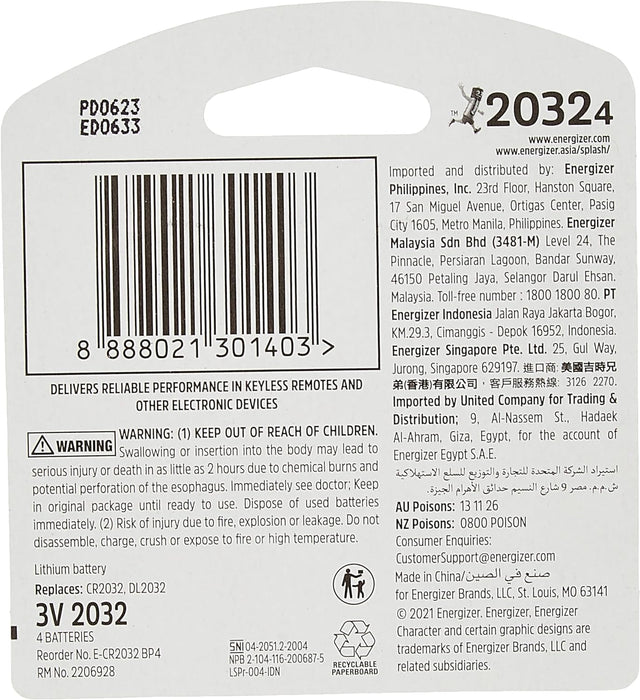 PD0623
ED0633
TM 20324
www.energizer.com
www.energizer.asia/splash/
8 888021 301403 >
DELIVERS RELIABLE PERFORMANCE IN KEYLESS REMOTES AND
OTHER ELECTRONIC DEVICES
WARNING
WARNING: (1) KEEP OUT OF REACH OF CHILDREN.
Swallowing or insertion into the body may lead to
serious injury or death in as little as 2 hours due to chemical burns and
potential perforation of the esophagus. Immediately see doctor; Keep
in original package until ready to use. Dispose of used batteries
immediately. (2) Risk of injury due to fire, explosion or leakage. Do not
disassemble, charge, crush or expose to fire or high temperature.
Lithium battery
Replaces: CR2032, DL2032
3V 2032
4 BATTERIES
Reorder No. E-CR2032 BP4
RM No. 2206928
SNI 04-2051.2-2004
NPB 2-104-116-200687-5
LSPr-004-IDN
RECYCLABLE
PAPERBOARD
Imported and distributed by: Energizer
Philippines, Inc. 23rd Floor, Hanston Square,
17 San Miguel Avenue, Ortigas Center, Pasig
City 1605, Metro Manila, Philippines. Energizer
Malaysia Sdn Bhd (3481-M) Level 24, The
Pinnacle, Persiaran Lagoon, Bandar Sunway,
46150 Petaling Jaya, Selangor Darul Ehsan.
Malaysia. Toll-free number : 1800 1800 80. PT
Energizer Indonesia Jalan Raya Jakarta Bogor,
KM.29.3, Cimanggis - Depok 16952, Indonesia.
Energizer Singapore Pte. Ltd. 25, Gul Way,
Jurong, Singapore 629197. 進口商: 美國吉時兄
弟(香港)有限公司，客戶服務熱線: 3126 2270.
Imported by United Company for Trading &
Distribution; 9, Al-Nassem St., Hadaek
Al-Ahram, Giza, Egypt, for the account of
Energizer Egypt S.A.E.
استيراد الشركة المتحدة للتجارة والتوزيع للسلع الاستهلاكية
ش.م.م. مصر 9 شارع النسيم حدائق الأهرام الجيزة.
AU Poisons: 13 11 26
NZ Poisons: 0800 POISON
Consumer Enquiries:
CustomerSupport@energizer.com
Made in China/صنع في الصين
for Energizer Brands, LLC, St. Louis, MO 63141
© 2021 Energizer. Energizer, Energizer
Character and certain graphic designs are
trademarks of Energizer Brands, LLC and
related subsidiaries.